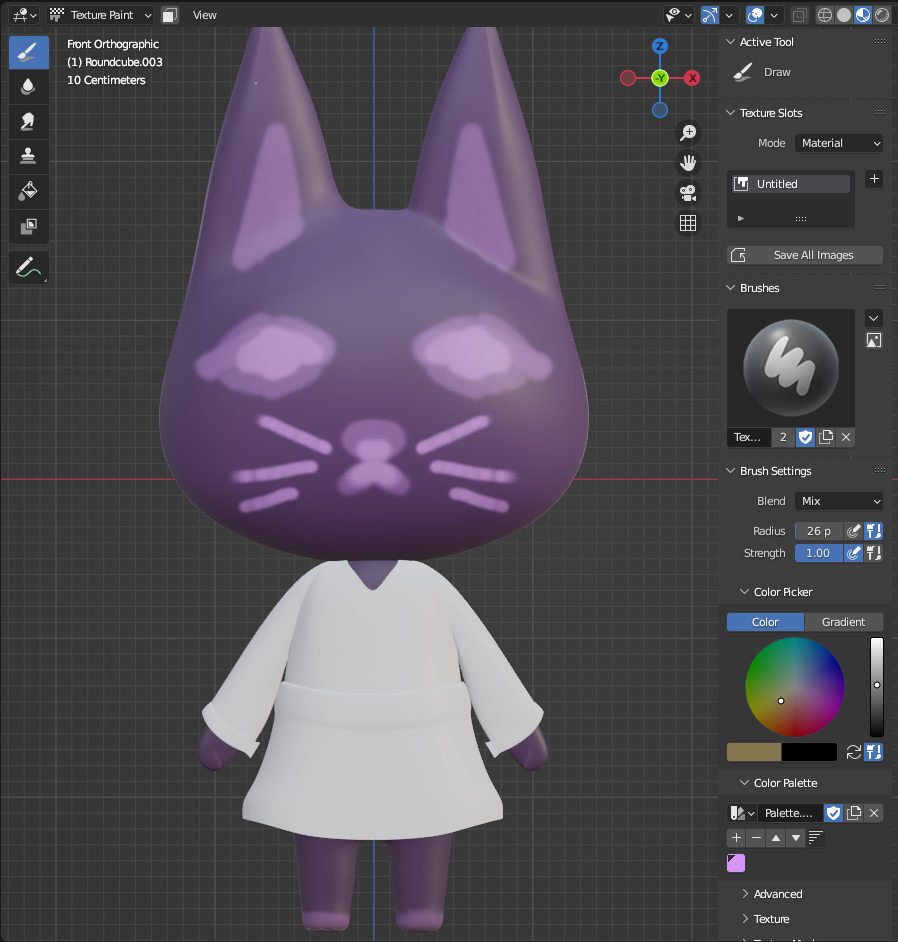 Texture Paint View
Front Orthographic
(1) Roundcube.003
10 Centimeters
Z
-Y
X
Active Tool
Draw
Texture Slots
Mode Material
Untitled
Save All Images
Brushes
Tex... 2
Brush Settings
Blend Mix
Radius 26 p
Strength 1.00
Color Picker
Color Gradient
Color Palette
Palette....
Advanced
Texture